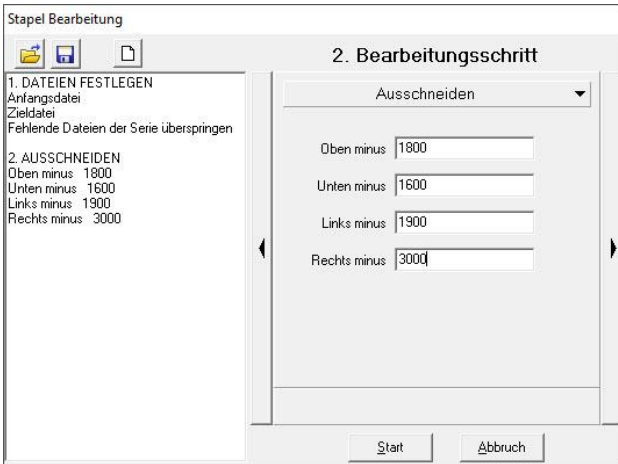 Stapel Bearbeitung
1. DATEIEN FESTLEGEN
Anfangsdatei
Zieldatei
Fehlende Dateien der Serie überspringen
2. AUSSCHNEIDEN
Oben minus 1800
Unten minus 1600
Links minus 1900
Rechts minus 3000
2. Bearbeitungsschritt
Ausschneiden
Oben minus 1800
Unten minus 1600
Links minus 1900
Rechts minus 3000
Start Abbruch